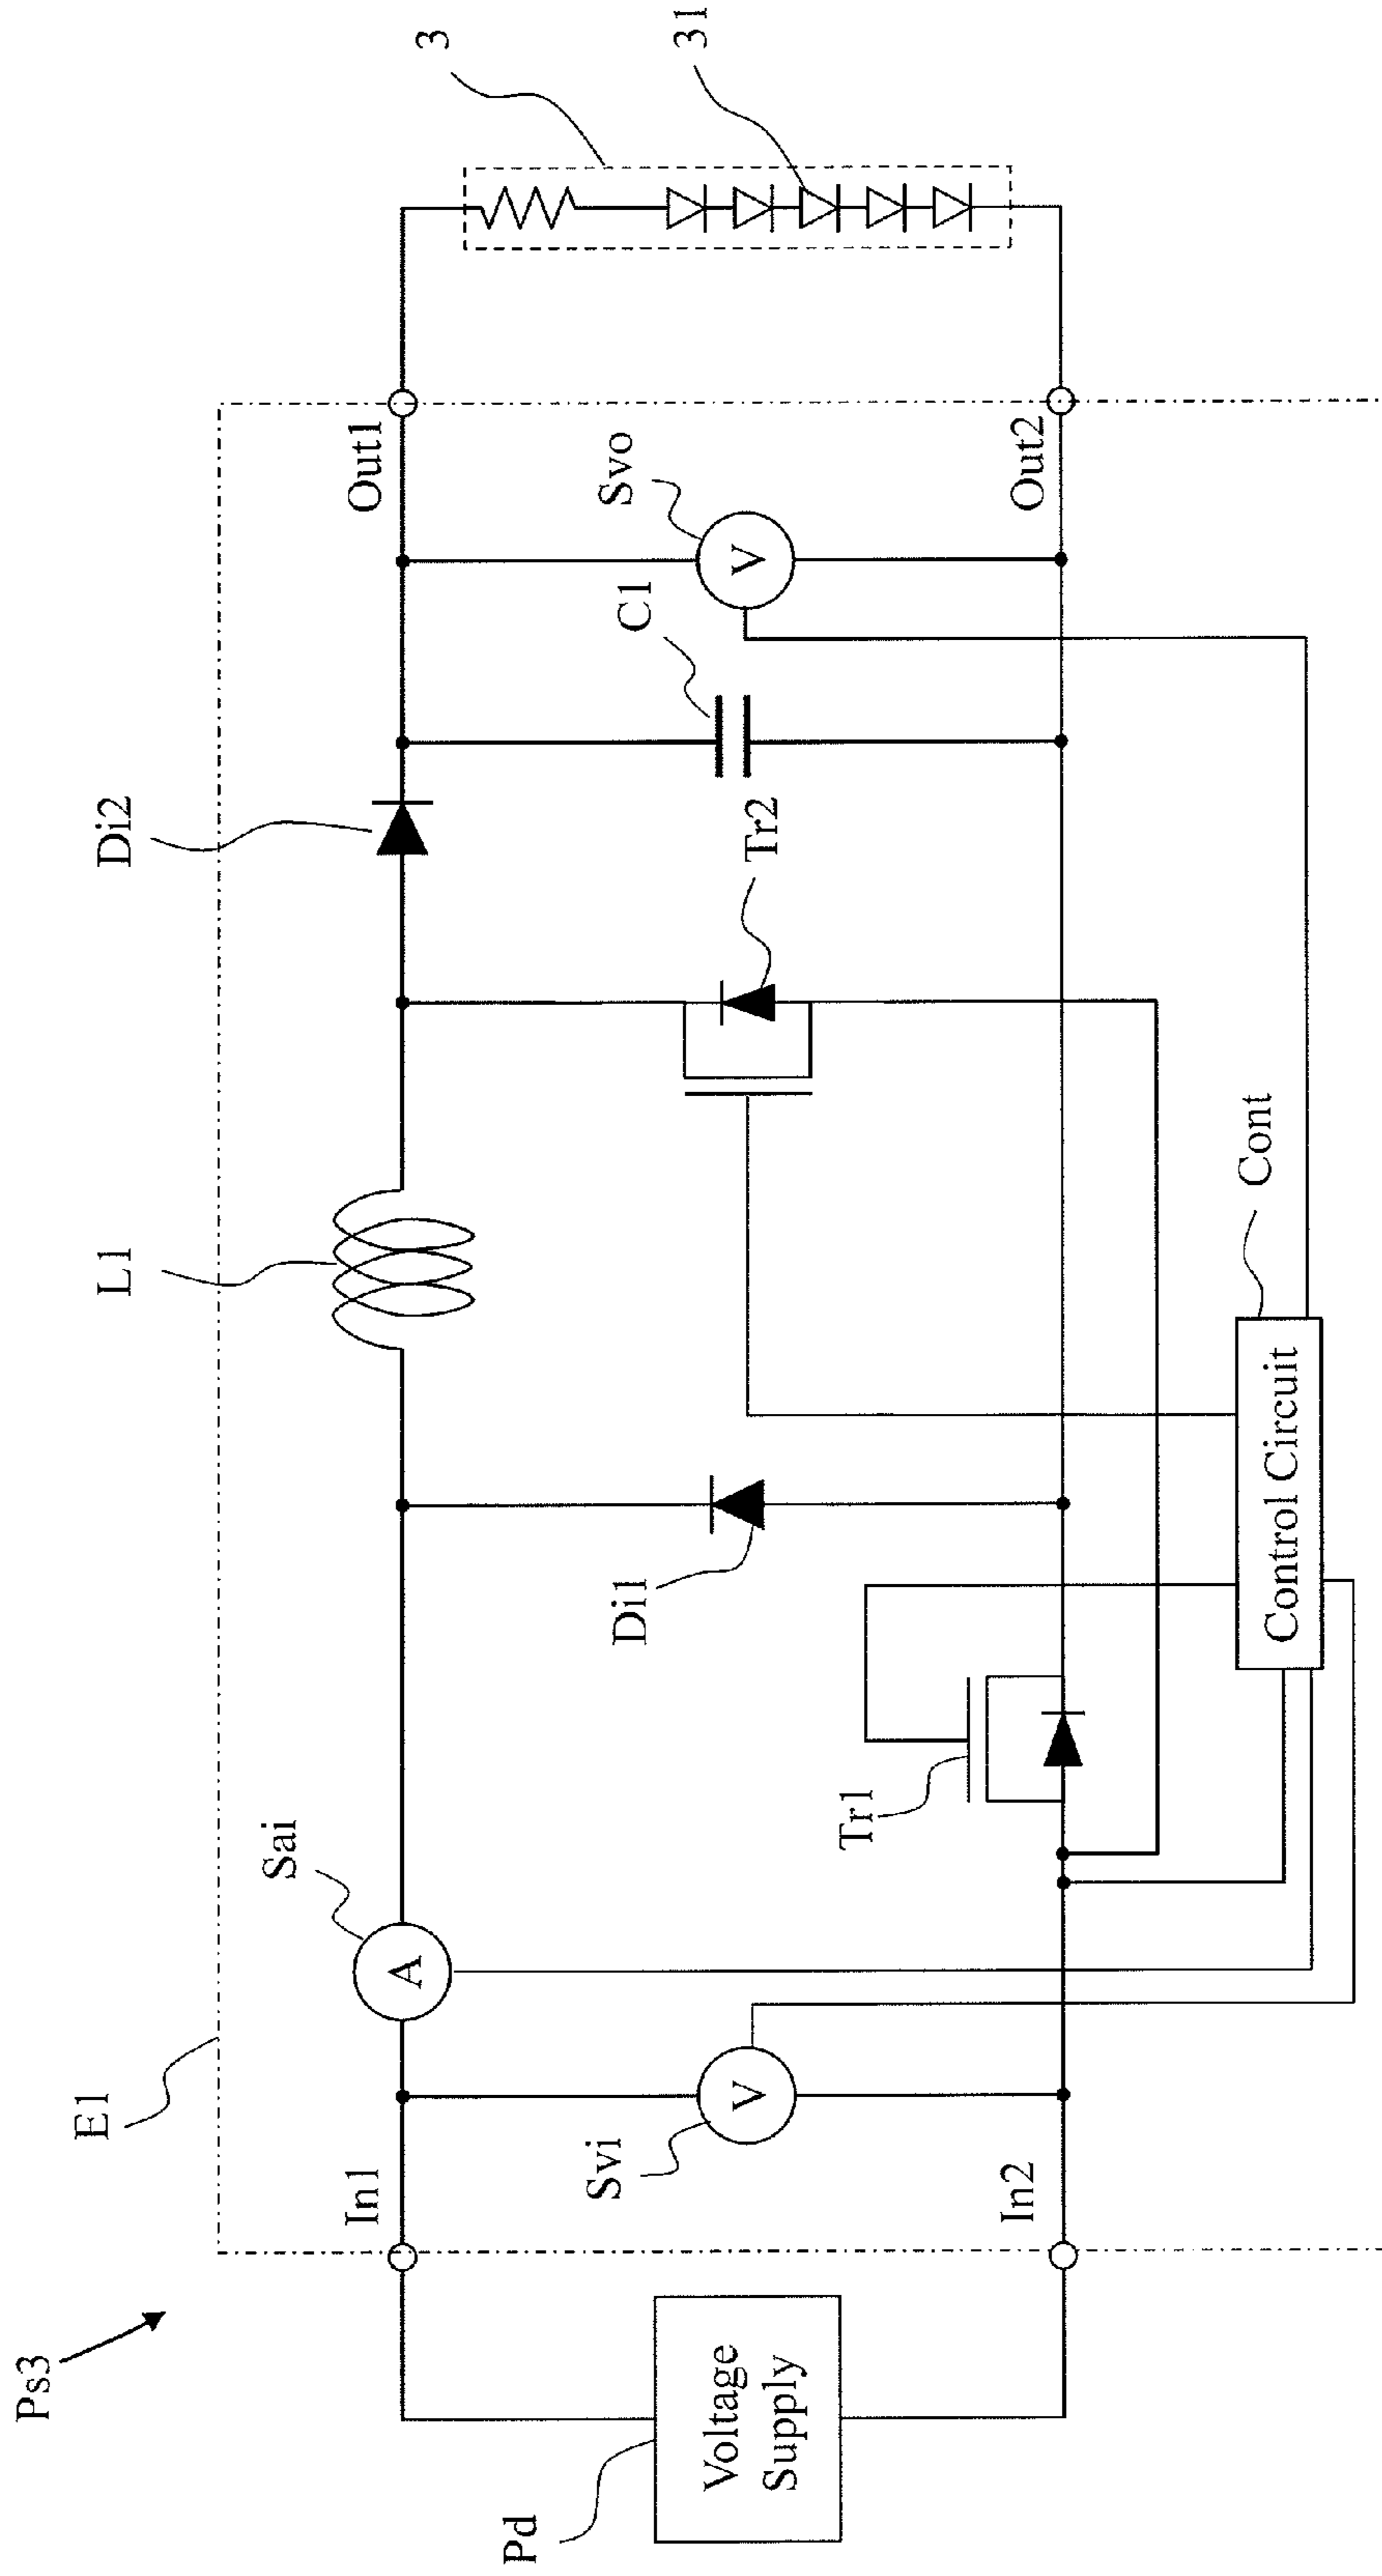 Ps3
E1
Pd
Voltage
Supply
In1
In2
Svi
V
Sai
A
Tr1
Di1
L1
Control Circuit
Cont
Tr2
Di2
C1
Svo
V
Out1
Out2
3
31